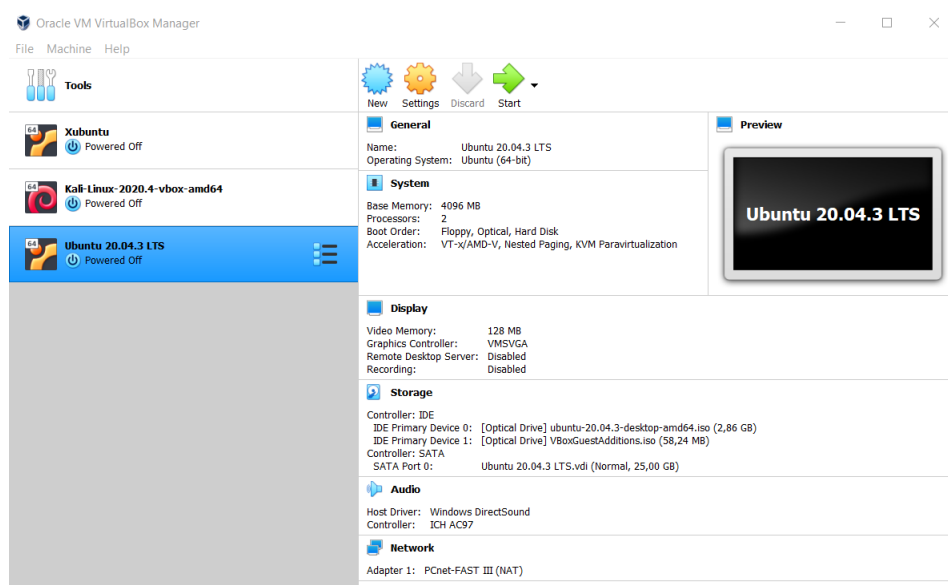 Oracle VM VirtualBox Manager
File Machine Help
Tools
New Settings Discard Start
64
Xubuntu
Powered Off
64
Kali-Linux-2020.4-vbox-amd64
Powered Off
64
Ubuntu 20.04.3 LTS
Powered Off
General
Name: Ubuntu 20.04.3 LTS
Operating System: Ubuntu (64-bit)
System
Base Memory: 4096 MB
Processors: 2
Boot Order: Floppy, Optical, Hard Disk
Acceleration: VT-x/AMD-V, Nested Paging, KVM Paravirtualization
Preview
Ubuntu 20.04.3 LTS
Display
Video Memory: 128 MB
Graphics Controller: VMSVGA
Remote Desktop Server: Disabled
Recording: Disabled
Storage
Controller: IDE
IDE Primary Device 0: [Optical Drive] ubuntu-20.04.3-desktop-amd64.iso (2,86 GB)
IDE Primary Device 1: [Optical Drive] VBoxGuestAdditions.iso (58,24 MB)
Controller: SATA
SATA Port 0: Ubuntu 20.04.3 LTS.vdi (Normal, 25,00 GB)
Audio
Host Driver: Windows DirectSound
Controller: ICH AC97
Network
Adapter 1: PCnet-FAST III (NAT)